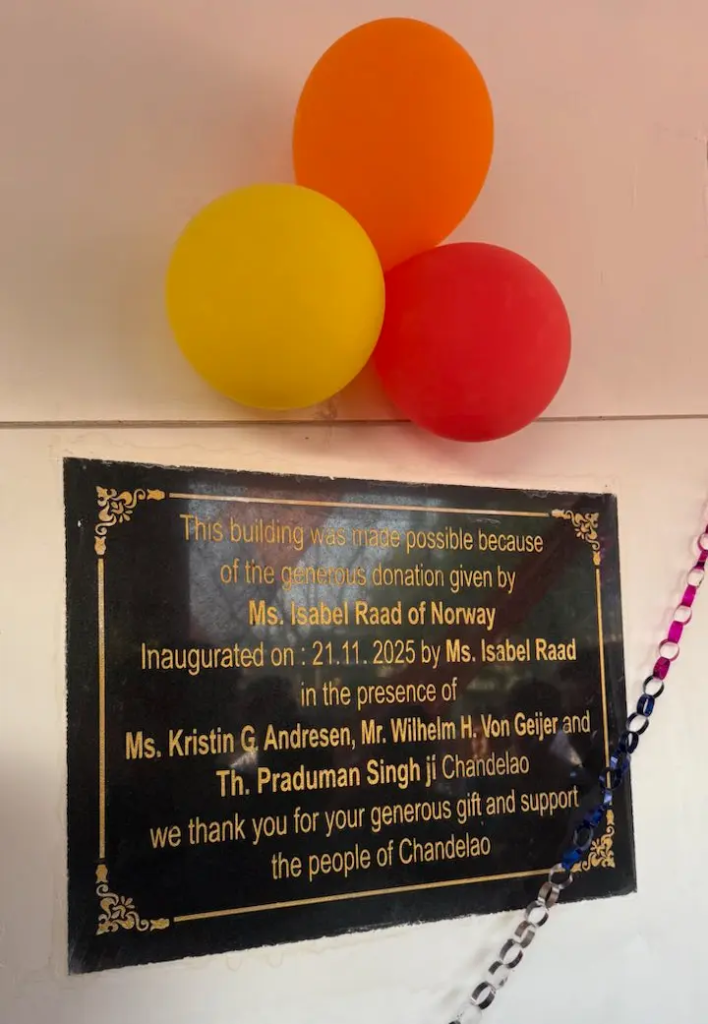 This building was made possible because
of the generous donation given by
Ms. Isabel Raad of Norway
Inaugurated on : 21.11. 2025 by Ms. Isabel Raad
in the presence of
Ms. Kristin G. Andresen, Mr. Wilhelm H. Von Geijer and
Th. Praduman Singh ji Chandelao
we thank you for your generous gift and support
the people of Chandelao